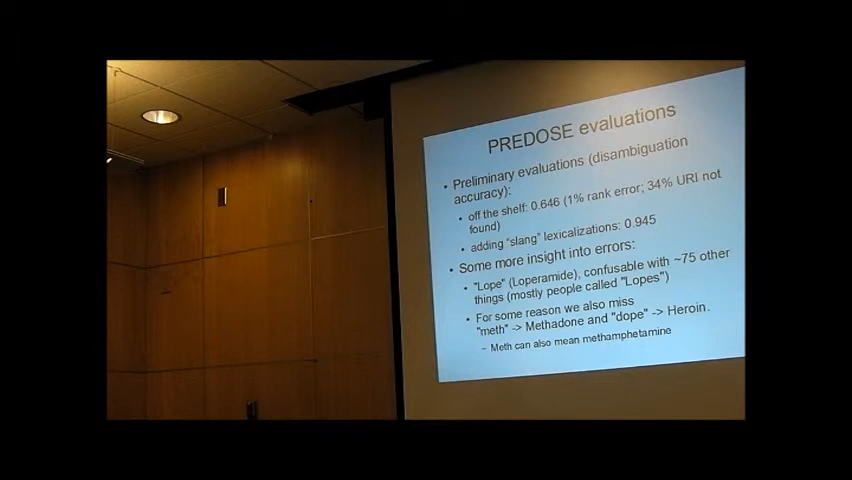 PREDOSE evaluations
• Preliminary evaluations (disambiguation
accuracy):
• off the shelf: 0.646 (1% rank error; 34% URI not
found)
• adding “slang” lexicalizations: 0.945
• Some more insight into errors:
• "Lope" (Loperamide), confusable with ~75 other
things (mostly people called "Lopes")
• For some reason we also miss
"meth" -> Methadone and "dope" -> Heroin.
– Meth can also mean methamphetamine